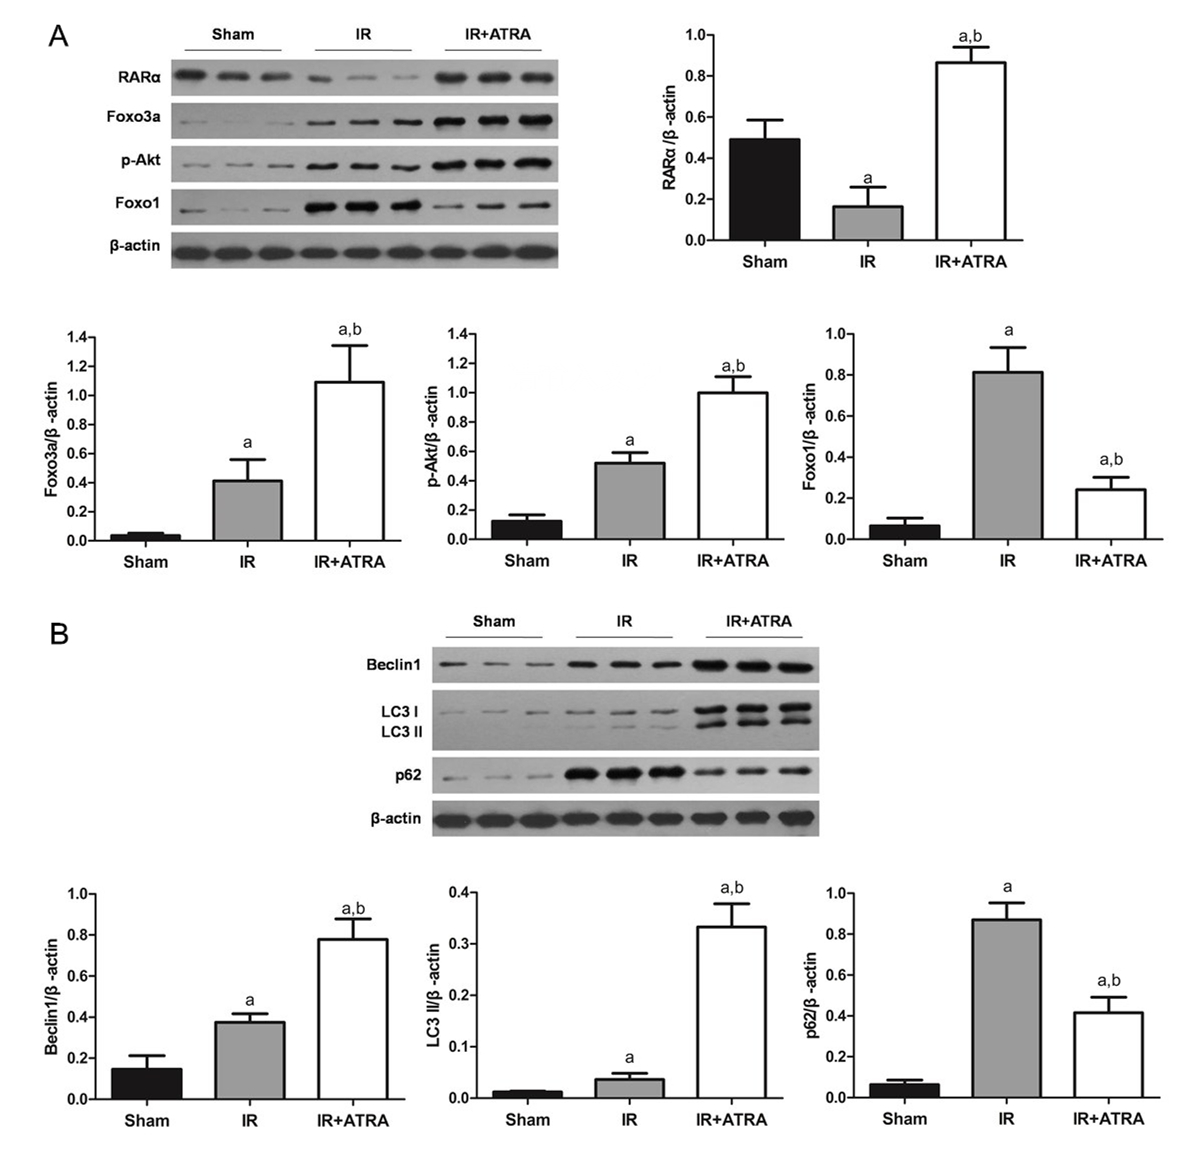 A
Sham IR IR+ATRA
RARα
Foxo3a
p-Akt
Foxo1
β-actin
RARα /β -actin
1.0
0.8
0.6
0.4
0.2
0.0
a
a,b
Sham IR IR+ATRA
Foxo3a/β -actin
1.4
1.2
1.0
0.8
0.6
0.4
0.2
0.0
a
a,b
Sham IR IR+ATRA
p-Akt/β -actin
1.4
1.2
1.0
0.8
0.6
0.4
0.2
0.0
a
a,b
Sham IR IR+ATRA
Foxo1/β -actin
1.0
0.8
0.6
0.4
0.2
0.0
a
a,b
Sham IR IR+ATRA
B
Sham IR IR+ATRA
Beclin1
LC3 I
LC3 II
p62
β-actin
Beclin1/β -actin
1.0
0.8
0.6
0.4
0.2
0.0
a
a,b
Sham IR IR+ATRA
LC3 II/β -actin
0.4
0.3
0.2
0.1
0.0
a
a,b
Sham IR IR+ATRA
p62/β -actin
1.0
0.8
0.6
0.4
0.2
0.0
a
a,b
Sham IR IR+ATRA